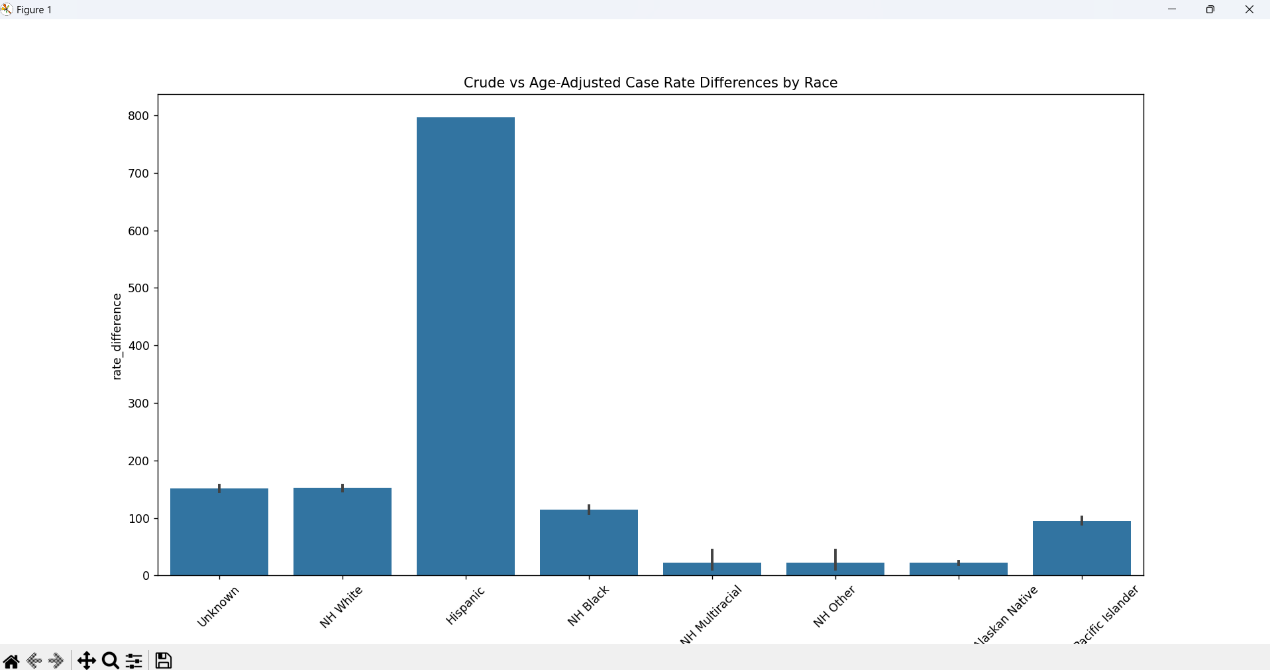 Figure 1
Crude vs Age-Adjusted Case Rate Differences by Race
800
700
600
500
400
300
200
100
0
rate_difference
Unknown
NH White
Hispanic
NH Black
NH Multiracial
NH Other
Alaskan Native
Pacific Islander